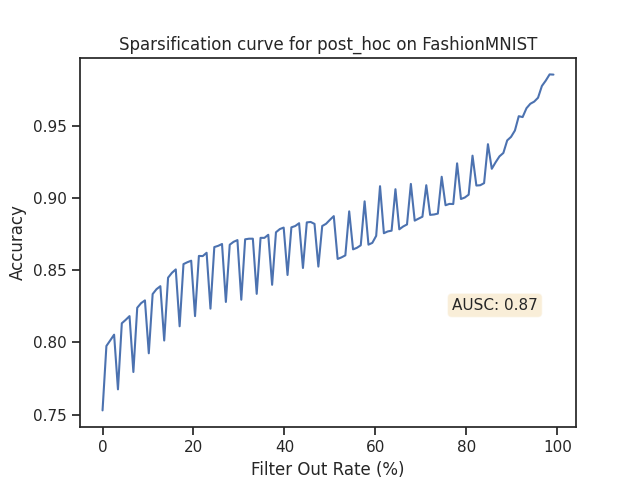 Sparsification curve for post_hoc on FashionMNIST
0.95
0.90
0.85
0.80
0.75
Accuracy
AUSC: 0.87
0 20 40 60 80 100
Filter Out Rate (%)